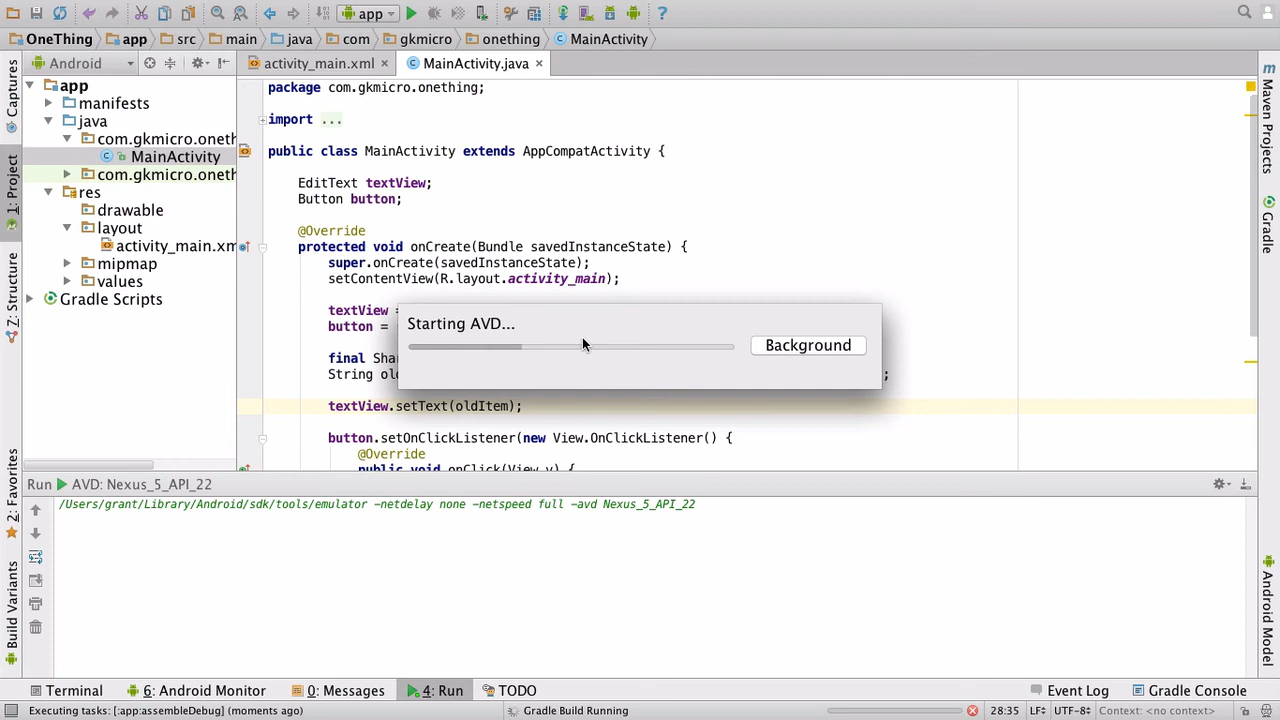 app
OneThing app src main java com gkmicro onething MainActivity
Android
activity_main.xml MainActivity.java
Captures
1: Project
Z: Structure
2: Favorites
Build Variants
app
manifests
java
com.gkmicro.oneth
MainActivity
com.gkmicro.oneth
res
drawable
layout
activity_main.xm
mipmap
values
Gradle Scripts
package com.gkmicro.onething;
import ...
public class MainActivity extends AppCompatActivity {
EditText textView;
Button button;
@Override
protected void onCreate(Bundle savedInstanceState) {
super.onCreate(savedInstanceState);
setContentView(R.layout.activity_main);
textView =
button =
final Shar
String old ;
textView.setText(oldItem);
button.setOnClickListener(new View.OnClickListener() {
@Override
public void onClick(View v) {
Starting AVD...
Background
Maven Projects
Gradle
Android Model
Run AVD: Nexus_5_API_22
/Users/grant/Library/Android/sdk/tools/emulator -netdelay none -netspeed full -avd Nexus_5_API_22
Terminal 6: Android Monitor 0: Messages 4: Run TODO Event Log Gradle Console
Executing tasks: [:app:assembleDebug] (moments ago) Gradle Build Running 28:35 LF UTF-8 Context: <no context>